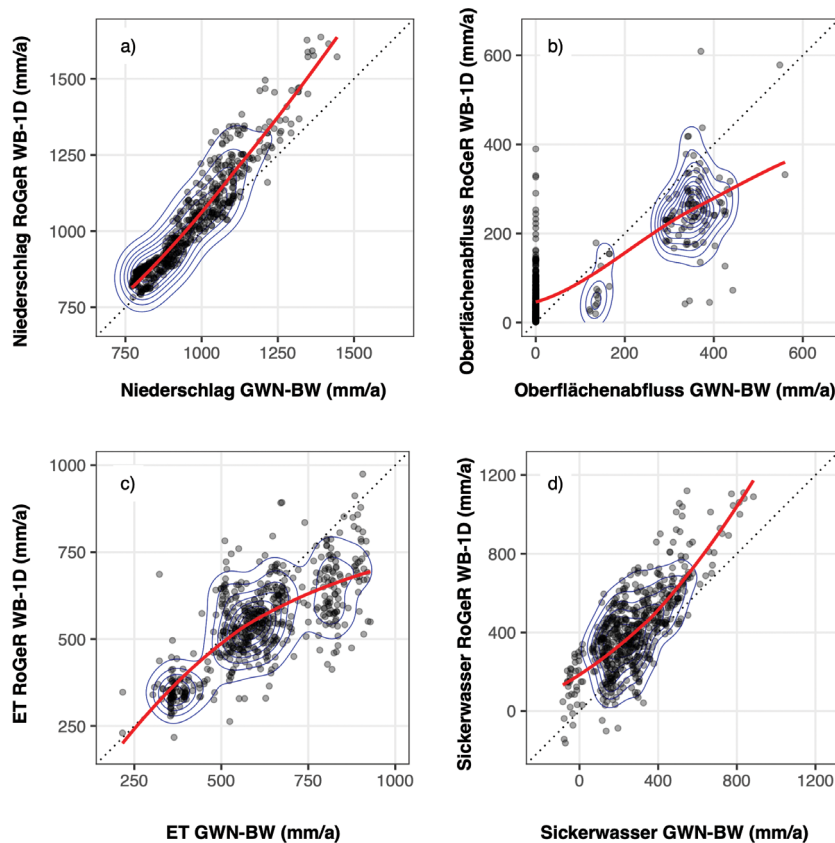 a)
Niederschlag RoGeR WB-1D (mm/a)
1500
1250
1000
750
750
1000
1250
1500
Niederschlag GWN-BW (mm/a)
b)
Oberflächenabfluss RoGeR WB-1D (mm/a)
600
400
200
0
0
200
400
600
Oberflächenabfluss GWN-BW (mm/a)
c)
ET RoGeR WB-1D (mm/a)
1000
750
500
250
250
500
750
1000
ET GWN-BW (mm/a)
d)
Sickerwasser RoGeR WB-1D (mm/a)
1200
800
400
0
0
400
800
1200
Sickerwasser GWN-BW (mm/a)